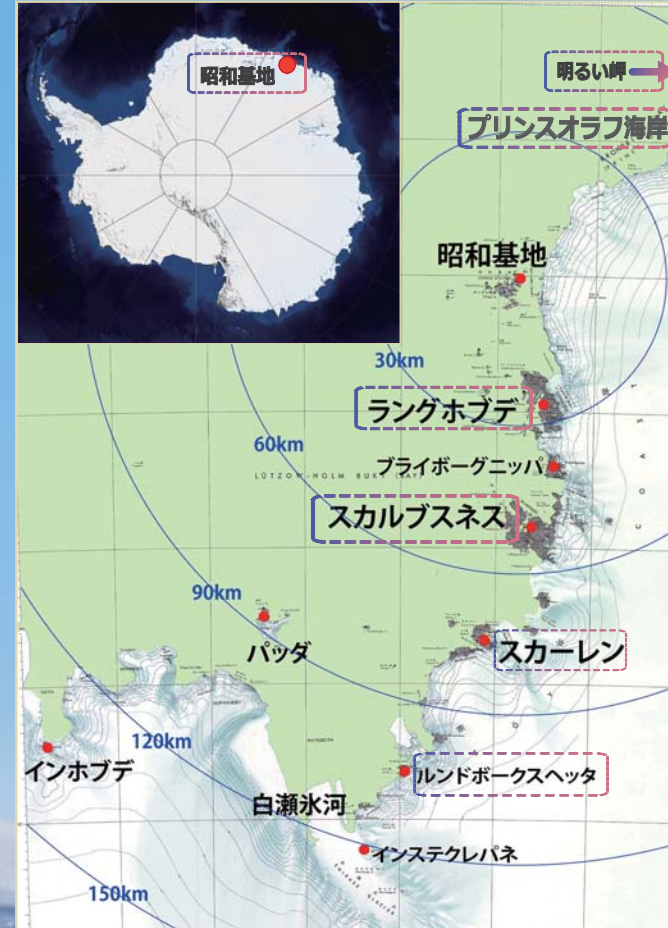 昭和基地
明るい岬
プリンスオラフ海岸
昭和基地
30km
ラングホブデ
60km
ブライボーグニッパ
LÜTZOW-HOLM BUKT (BAY)
スカルブスネス
90km
パッダ
スカーレン
120km
インホブデ
ルンドボークスヘッタ
白瀬氷河
インステクレパネ
150km